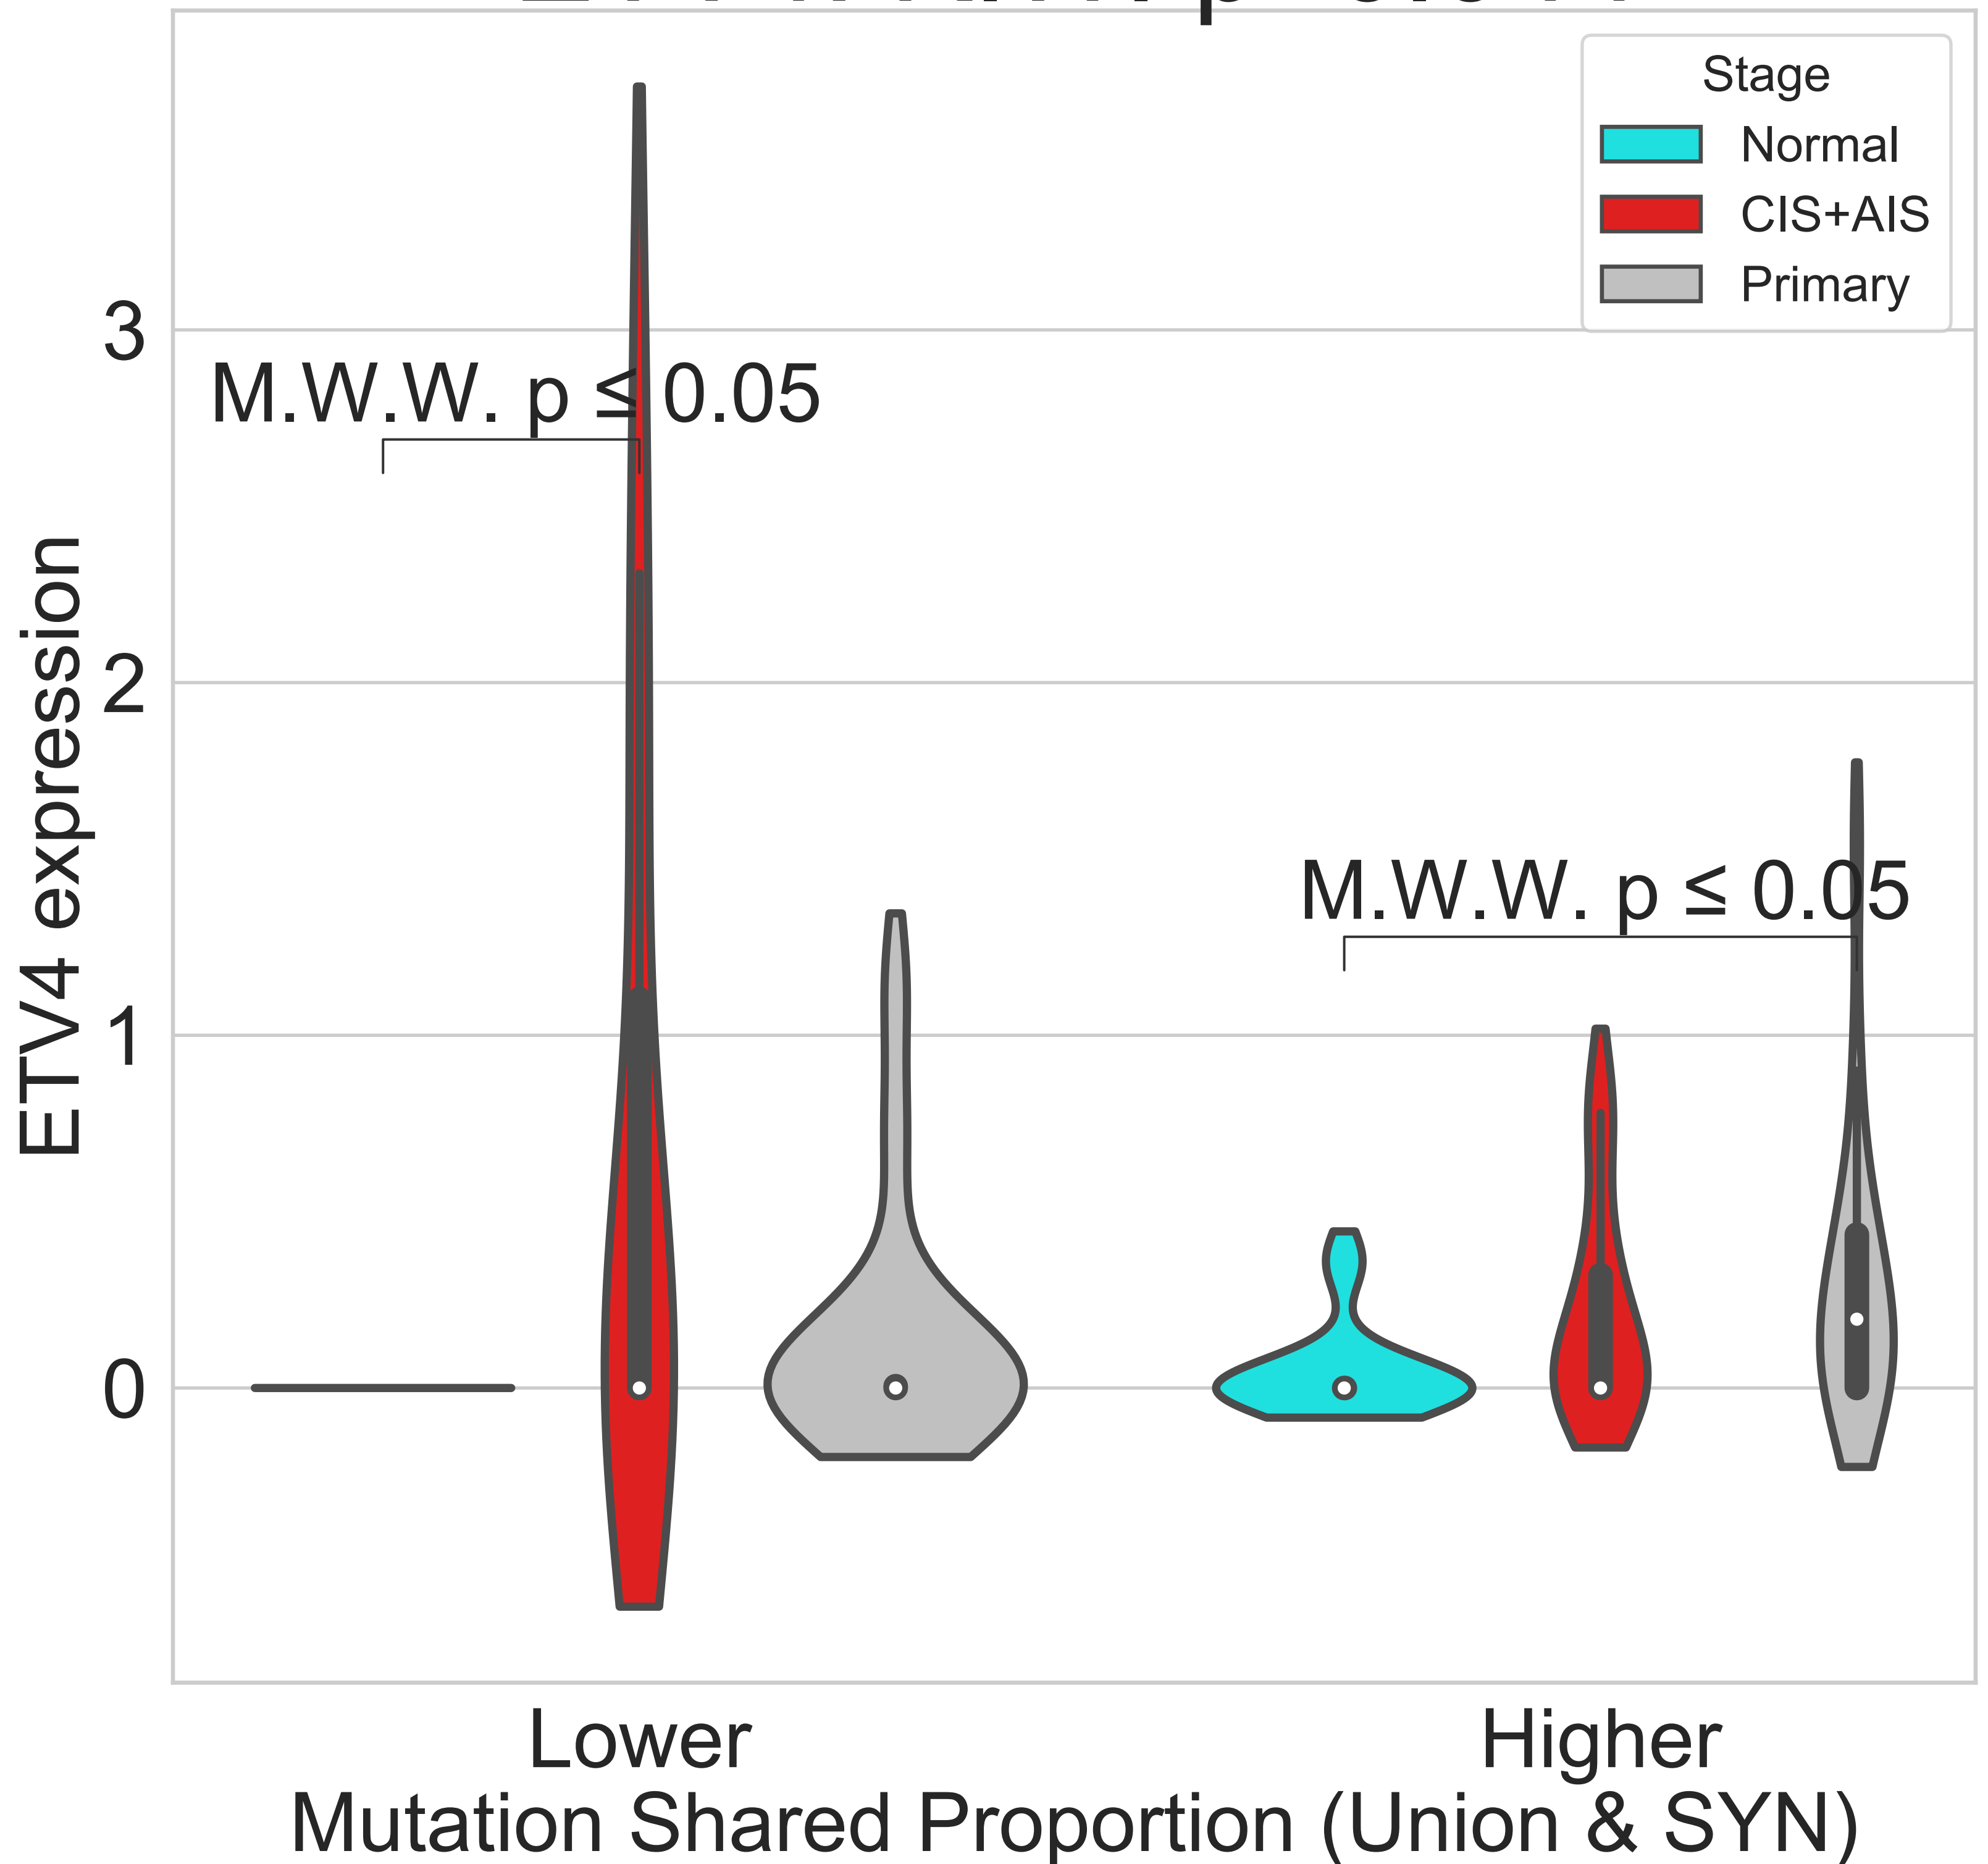 Stage
Normal
CIS+AIS
Primary
3
M.W.W. p ≤ 0.05
2
M.W.W. p ≤ 0.05
1
0
ETV4 expression
Lower
Higher
Mutation Shared Proportion (Union & SYN)